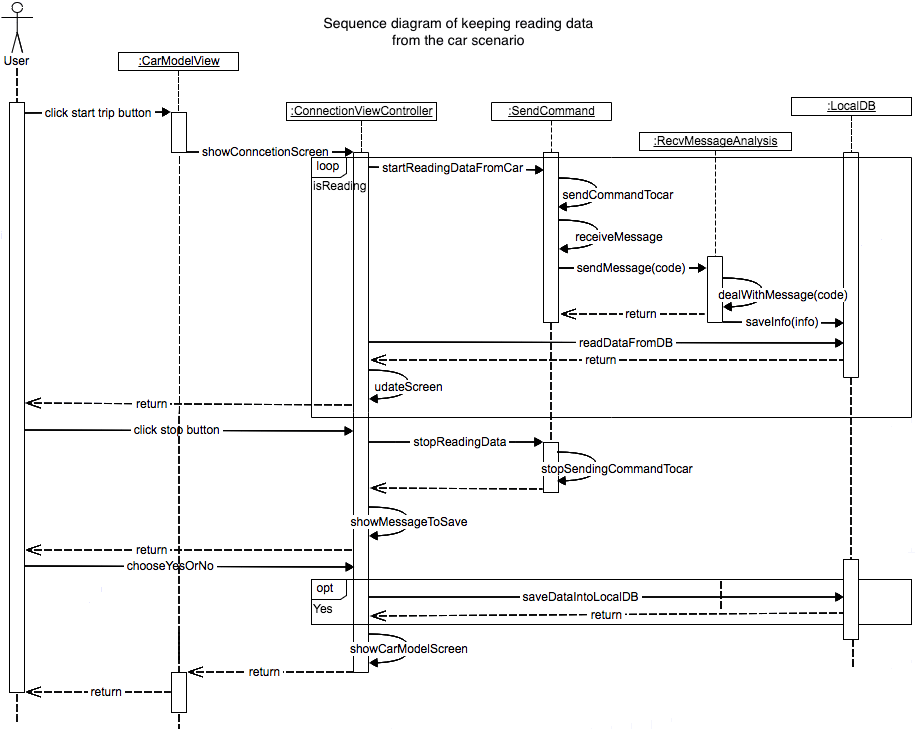 Sequence diagram of keeping reading data
from the car scenario
User
:CarModelView
:ConnectionViewController
:SendCommand
:LocalDB
:RecvMessageAnalysis
click start trip button
showConncetionScreen
loop
isReading
startReadingDataFromCar
sendCommandTocar
receiveMessage
sendMessage(code)
dealWithMessage(code)
return
saveInfo(info)
readDataFromDB
return
udateScreen
return
click stop button
stopReadingData
stopSendingCommandTocar
showMessageToSave
return
chooseYesOrNo
opt
Yes
saveDataIntoLocalDB
return
showCarModelScreen
return
return